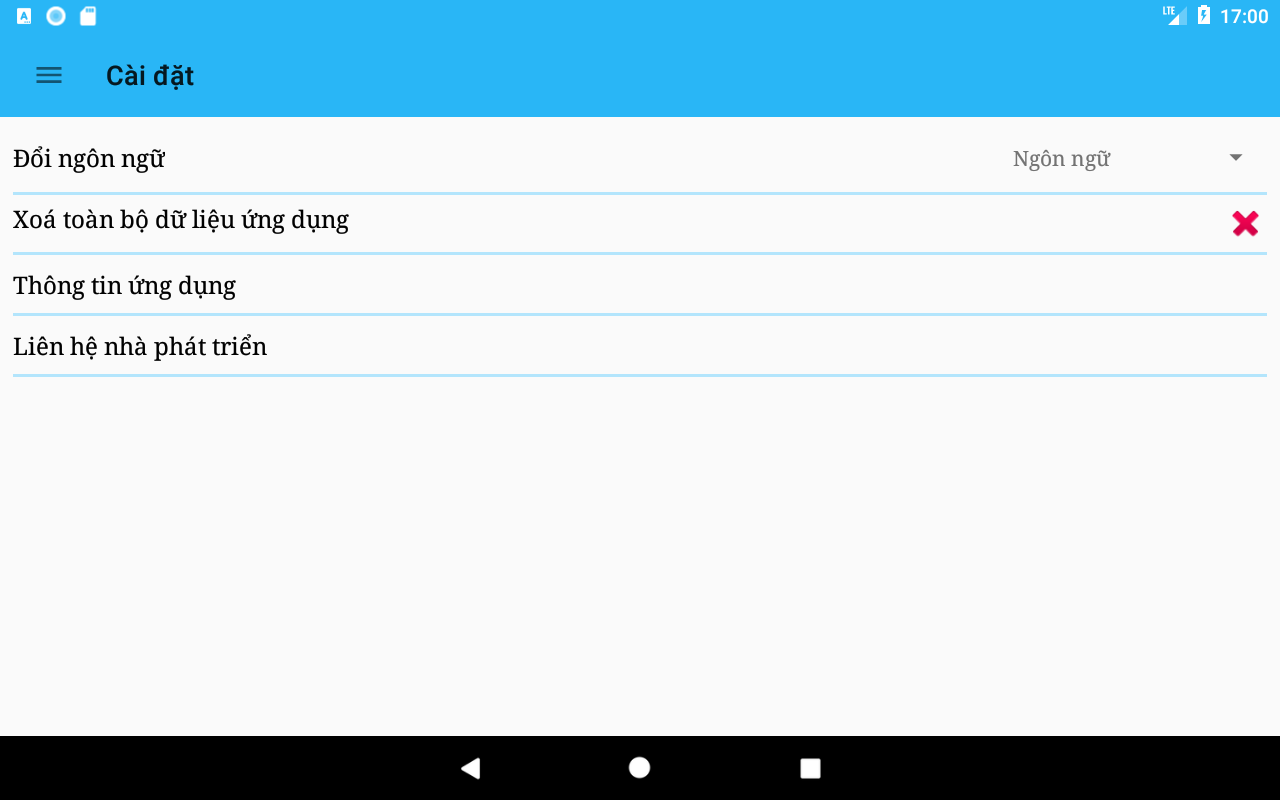 LTE 17:00
Cài đặt
Đổi ngôn ngữ Ngôn ngữ
Xoá toàn bộ dữ liệu ứng dụng
Thông tin ứng dụng
Liên hệ nhà phát triển